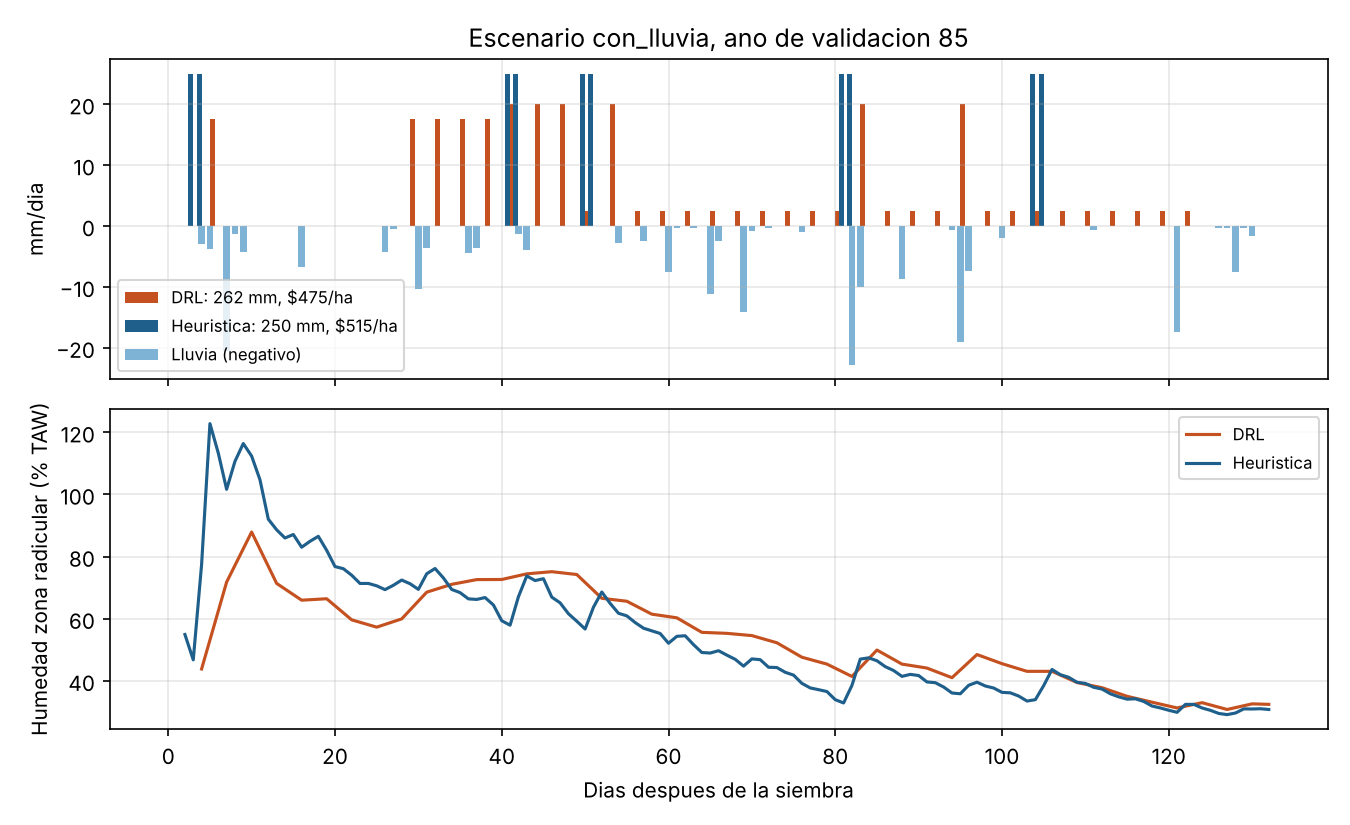 Escenario con_lluvia, ano de validacion 85
mm/dia
20
10
0
−10
−20
DRL: 262 mm, $475/ha
Heuristica: 250 mm, $515/ha
Lluvia (negativo)
Humedad zona radicular (% TAW)
120
100
80
60
40
DRL
Heuristica
0 20 40 60 80 100 120
Dias despues de la siembra